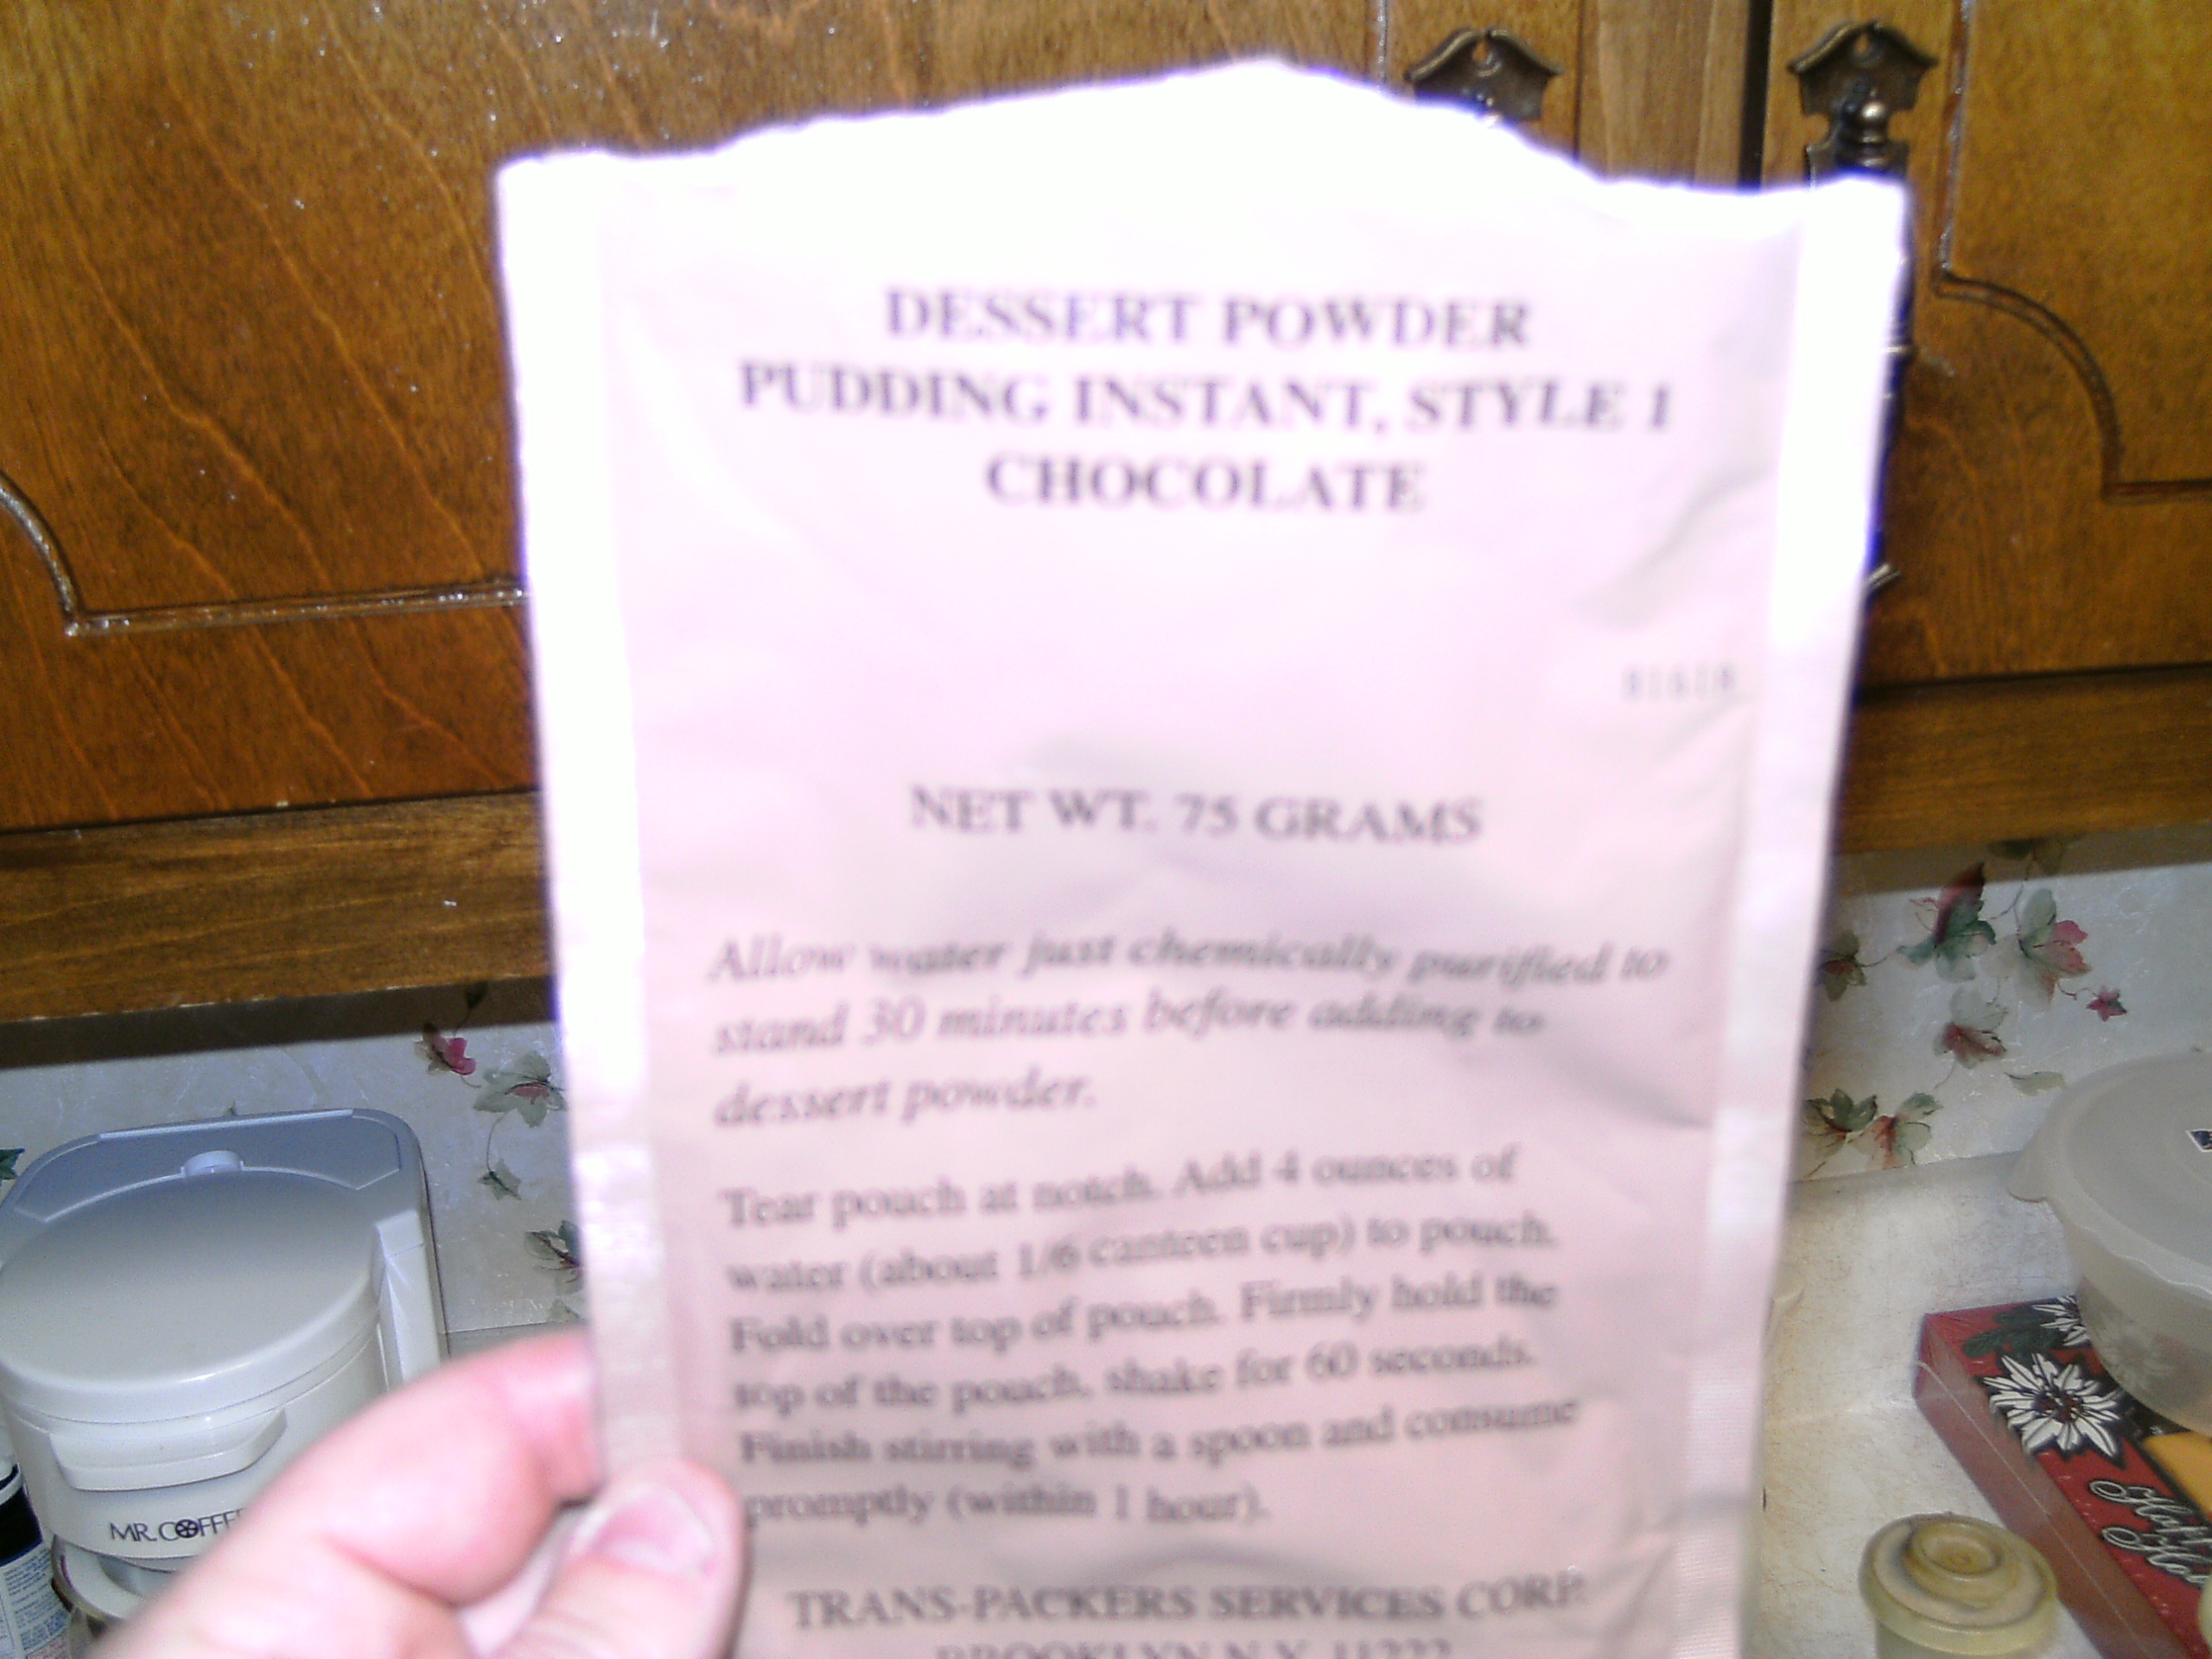 DESSERT POWDER
PUDDING INSTANT, STYLE 1
CHOCOLATE
NET WT. 75 GRAMS
Allow water just chemically purified to
stand 30 minutes before adding to
dessert powder.
Tear pouch at notch. Add 4 ounces of
water (about 1/6 canteen cup) to pouch.
Fold over top of pouch. Firmly hold the
top of the pouch, shake for 60 seconds.
Finish stirring with a spoon and consume
promptly (within 1 hour).
TRANS-PACKERS SERVICES CORP.
BROOKLYN N.Y. 11222
MR. COFFE